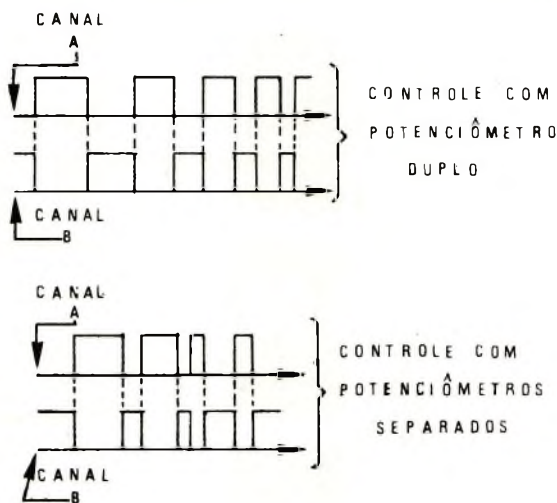 CANAL
A
CONTROLE COM
POTENCIÔMETRO
DUPLO
CANAL
B
CANAL
A
CONTROLE COM
POTENCIÔMETROS
SEPARADOS
CANAL
B